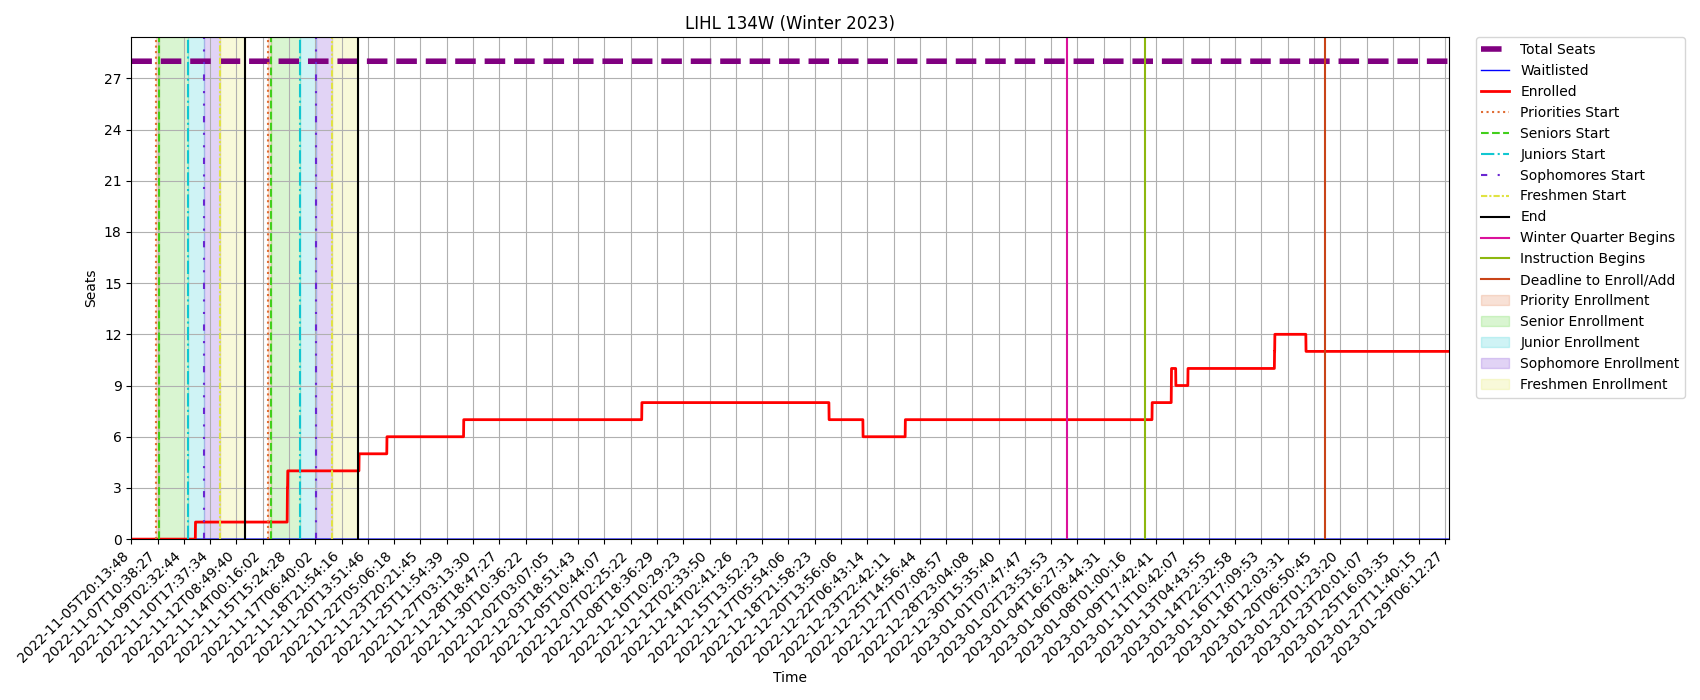 LIHL 134W (Winter 2023)
Seats
27
24
21
18
15
12
9
6
3
0
2022-11-05T20:13:48
2022-11-07T10:38:27
2022-11-09T02:32:44
2022-11-10T17:37:34
2022-11-12T08:49:40
2022-11-14T00:16:02
2022-11-15T15:24:28
2022-11-17T06:40:02
2022-11-18T21:54:16
2022-11-20T13:51:46
2022-11-22T05:06:18
2022-11-23T20:21:45
2022-11-25T11:54:39
2022-11-27T03:13:30
2022-11-28T18:47:27
2022-11-30T10:36:22
2022-12-02T03:07:05
2022-12-03T18:51:43
2022-12-05T10:44:07
2022-12-07T02:25:22
2022-12-08T18:36:29
2022-12-10T10:29:23
2022-12-12T02:33:50
2022-12-14T02:41:26
2022-12-15T13:52:23
2022-12-17T05:54:06
2022-12-18T21:58:23
2022-12-20T13:56:06
2022-12-22T06:43:14
2022-12-23T22:42:11
2022-12-25T14:56:44
2022-12-27T07:08:57
2022-12-28T23:04:08
2022-12-30T15:35:40
2023-01-01T07:47:47
2023-01-02T23:53:53
2023-01-04T16:27:31
2023-01-06T08:44:31
2023-01-08T01:00:16
2023-01-09T17:42:41
2023-01-11T10:42:07
2023-01-13T04:43:55
2023-01-14T22:32:58
2023-01-16T17:09:53
2023-01-18T12:03:31
2023-01-20T06:50:45
2023-01-22T01:23:20
2023-01-23T20:01:07
2023-01-25T16:03:35
2023-01-27T11:40:15
2023-01-29T06:12:27
Time
Total Seats
Waitlisted
Enrolled
Priorities Start
Seniors Start
Juniors Start
Sophomores Start
Freshmen Start
End
Winter Quarter Begins
Instruction Begins
Deadline to Enroll/Add
Priority Enrollment
Senior Enrollment
Junior Enrollment
Sophomore Enrollment
Freshmen Enrollment